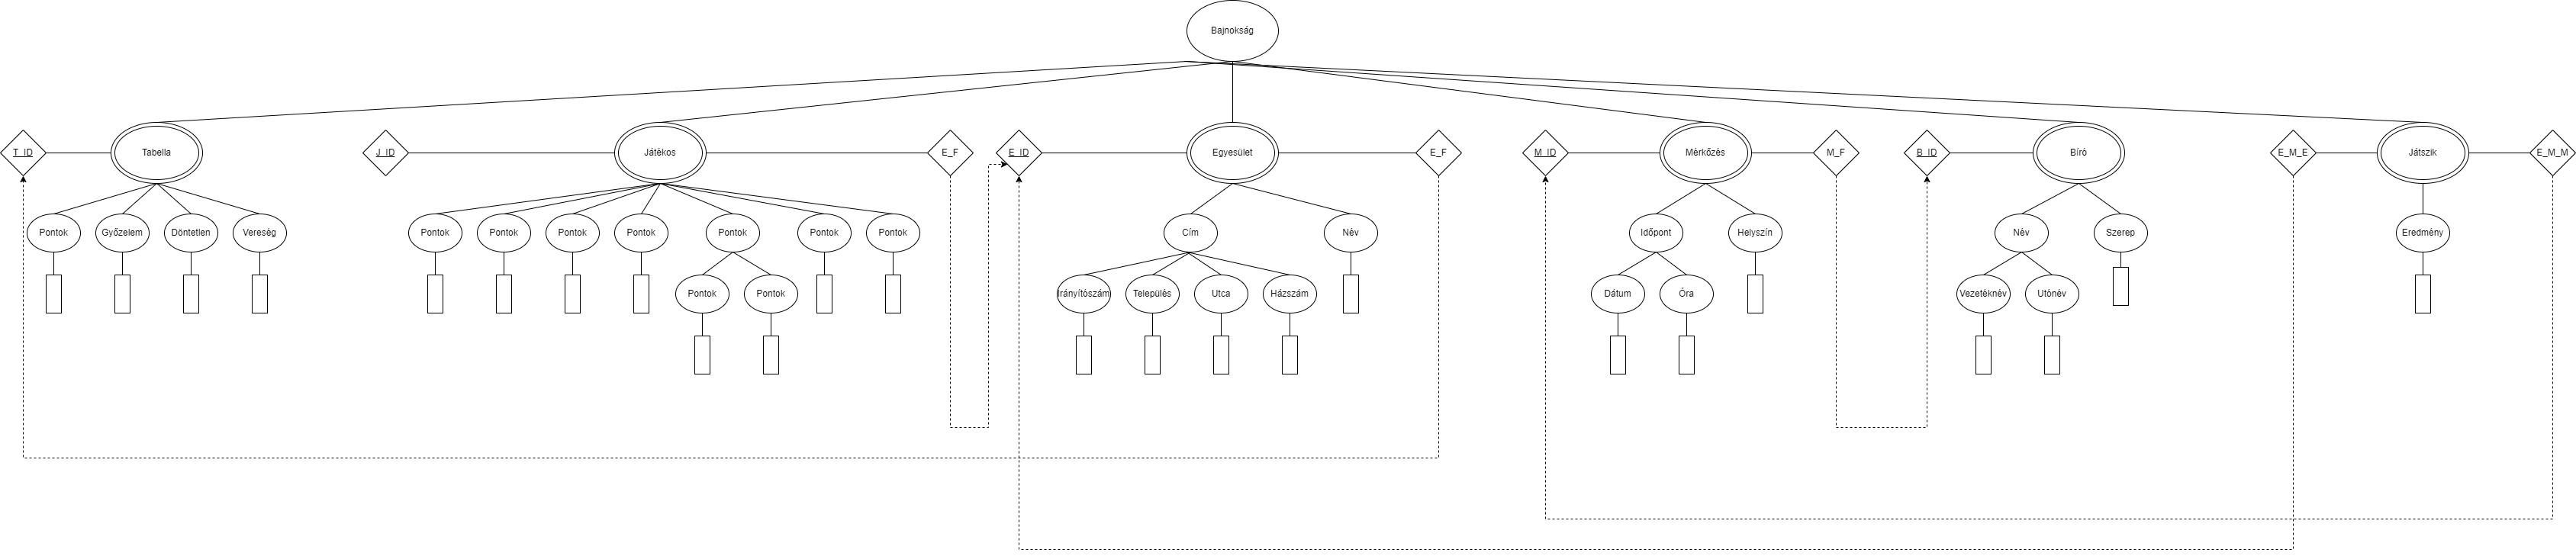 Bajnokság
T_ID
Tabella
J_ID
Játékos
E_F
E_ID
Egyesület
E_F
M_ID
Mérkőzés
M_F
B_ID
Bíró
E_M_E
Játszik
E_M_M
Pontok
Győzelem
Döntetlen
Vereség
Pontok
Pontok
Pontok
Pontok
Pontok
Pontok
Pontok
Cím
Név
Időpont
Helyszín
Név
Szerep
Eredmény
Pontok
Pontok
Irányítószám
Település
Utca
Házszám
Dátum
Óra
Vezetéknév
Utónév